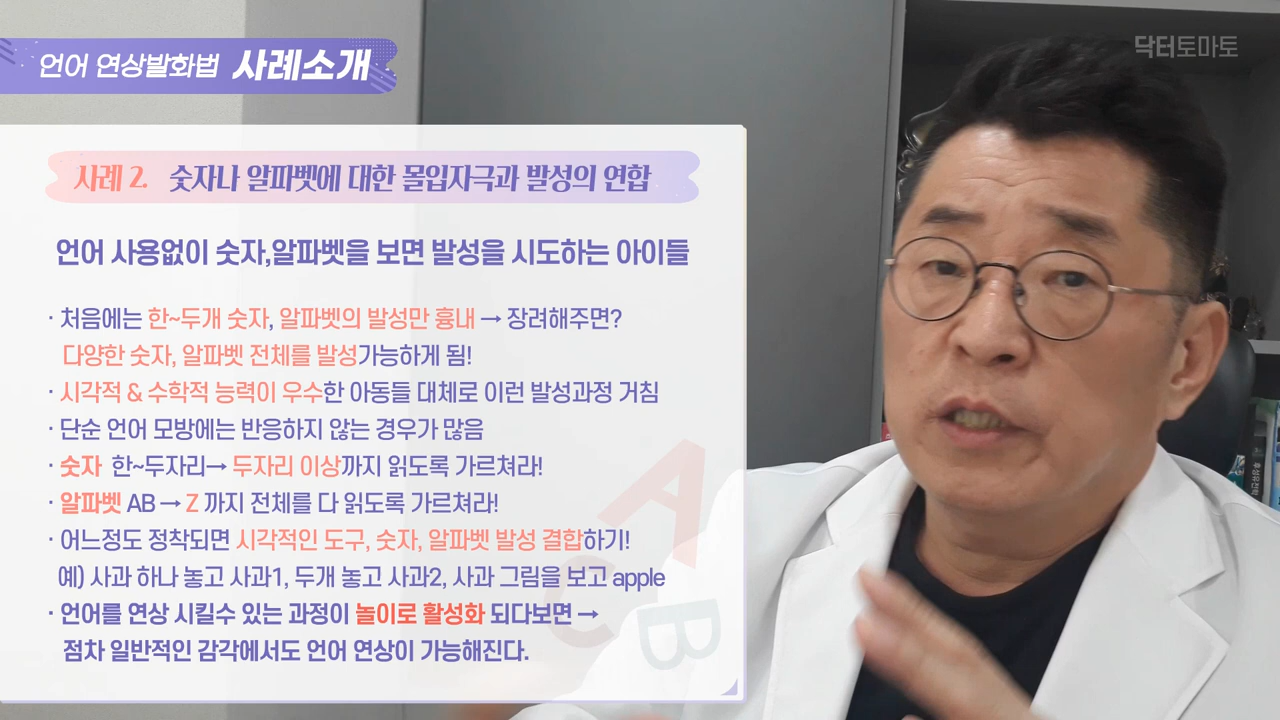 언어 연상발화법 사례소개
닥터토마토
사례 2. 숫자나 알파벳에 대한 몰입자극과 발성의 연합
언어 사용없이 숫자,알파벳을 보면 발성을 시도하는 아이들
· 처음에는 한~두개 숫자, 알파벳의 발성만 흉내 → 장려해주면?
다양한 숫자, 알파벳 전체를 발성가능하게 됨!
· 시각적 & 수학적 능력이 우수한 아동들 대체로 이런 발성과정 거침
· 단순 언어 모방에는 반응하지 않는 경우가 많음
· 숫자 한~두자리→ 두자리 이상까지 읽도록 가르쳐라!
· 알파벳 AB → Z 까지 전체를 다 읽도록 가르쳐라!
· 어느정도 정착되면 시각적인 도구, 숫자, 알파벳 발성 결합하기!
예) 사과 하나 놓고 사과1, 두개 놓고 사과2, 사과 그림을 보고 apple
· 언어를 연상 시킬수 있는 과정이 놀이로 활성화 되다보면 →
점차 일반적인 감각에서도 언어 연상이 가능해진다.
A
B
C